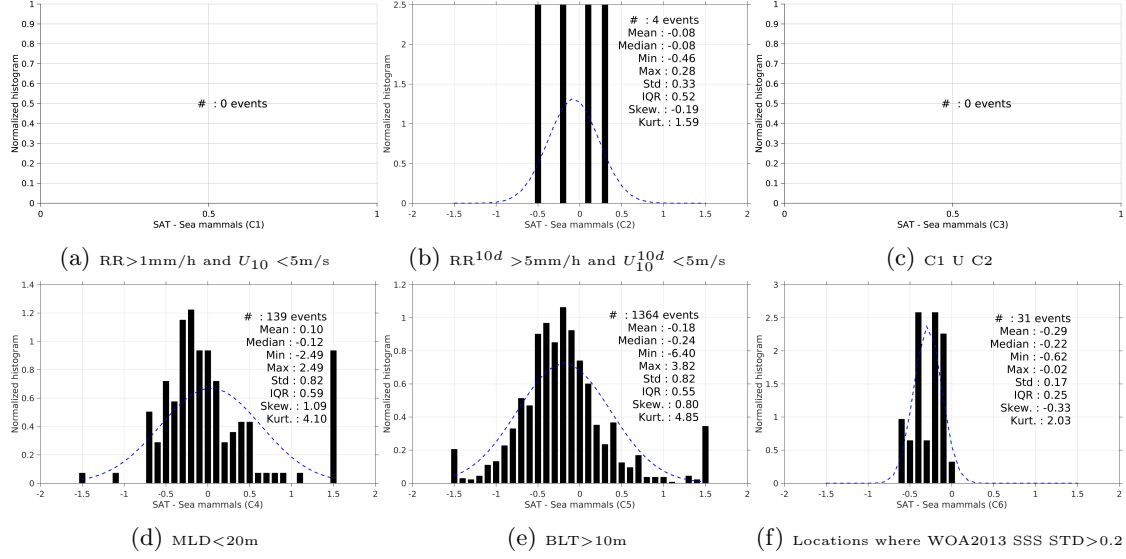 1
0.9
0.8
0.7
0.6
0.5
0.4
0.3
0.2
0.1
0
Normalized histogram
# : 0 events
0 0.5 1
SAT - Sea mammals (C1)
(a) RR>1mm/h and U10 <5m/s
2.5
2
1.5
1
0.5
0
Normalized histogram
# : 4 events
Mean : -0.08
Median : -0.08
Min : -0.46
Max : 0.28
Std : 0.33
IQR : 0.52
Skew. : -0.19
Kurt. : 1.59
-2 -1.5 -1 -0.5 0 0.5 1 1.5 2
SAT - Sea mammals (C2)
(b) RR10d >5mm/h and U10d10 <5m/s
1
0.9
0.8
0.7
0.6
0.5
0.4
0.3
0.2
0.1
0
Normalized histogram
# : 0 events
0 0.5 1
SAT - Sea mammals (C3)
(c) C1 U C2
1.4
1.2
1
0.8
0.6
0.4
0.2
0
Normalized histogram
# : 139 events
Mean : 0.10
Median : -0.12
Min : -2.49
Max : 2.49
Std : 0.82
IQR : 0.59
Skew. : 1.09
Kurt. : 4.10
-2 -1.5 -1 -0.5 0 0.5 1 1.5 2
SAT - Sea mammals (C4)
(d) MLD<20m
1.2
1
0.8
0.6
0.4
0.2
0
Normalized histogram
# : 1364 events
Mean : -0.18
Median : -0.24
Min : -6.40
Max : 3.82
Std : 0.82
IQR : 0.55
Skew. : 0.80
Kurt. : 4.85
-2 -1.5 -1 -0.5 0 0.5 1 1.5 2
SAT - Sea mammals (C5)
(e) BLT>10m
3
2.5
2
1.5
1
0.5
0
Normalized histogram
# : 31 events
Mean : -0.29
Median : -0.22
Min : -0.62
Max : -0.02
Std : 0.17
IQR : 0.25
Skew. : -0.33
Kurt. : 2.03
-2 -1.5 -1 -0.5 0 0.5 1 1.5 2
SAT - Sea mammals (C6)
(f) Locations where WOA2013 SSS STD>0.2